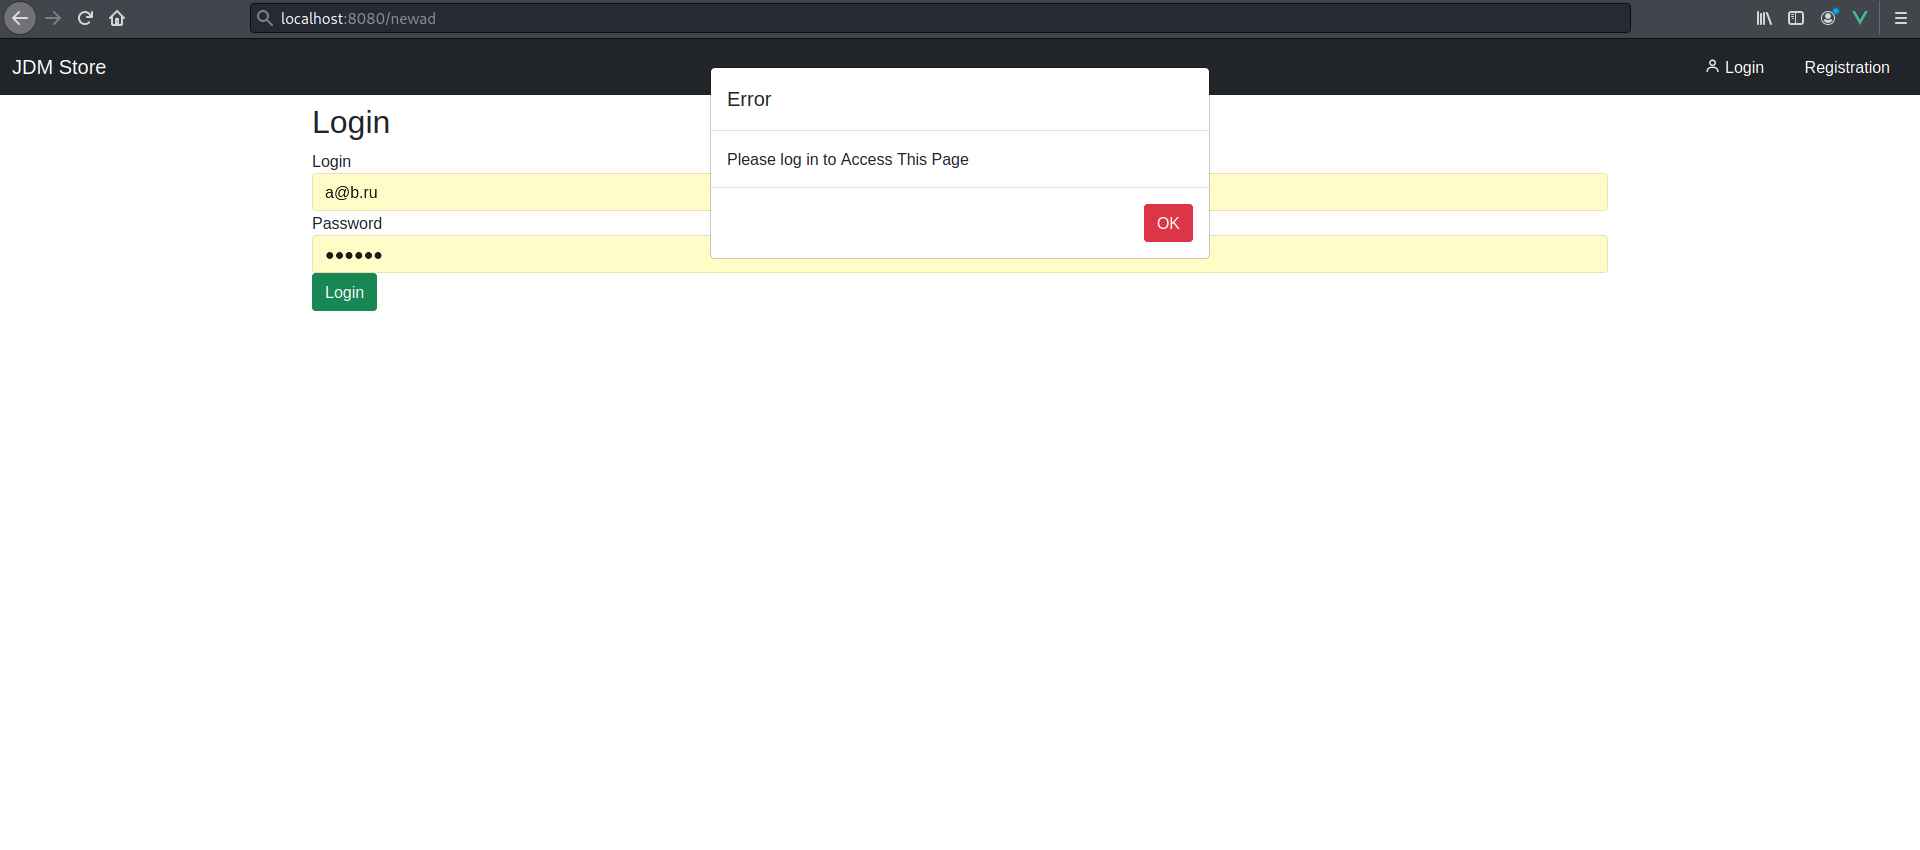 localhost:8080/newad
JDM Store
Login
Registration
Error
Please log in to Access This Page
OK
Login
Login
a@b.ru
Password
●●●●●●
Login